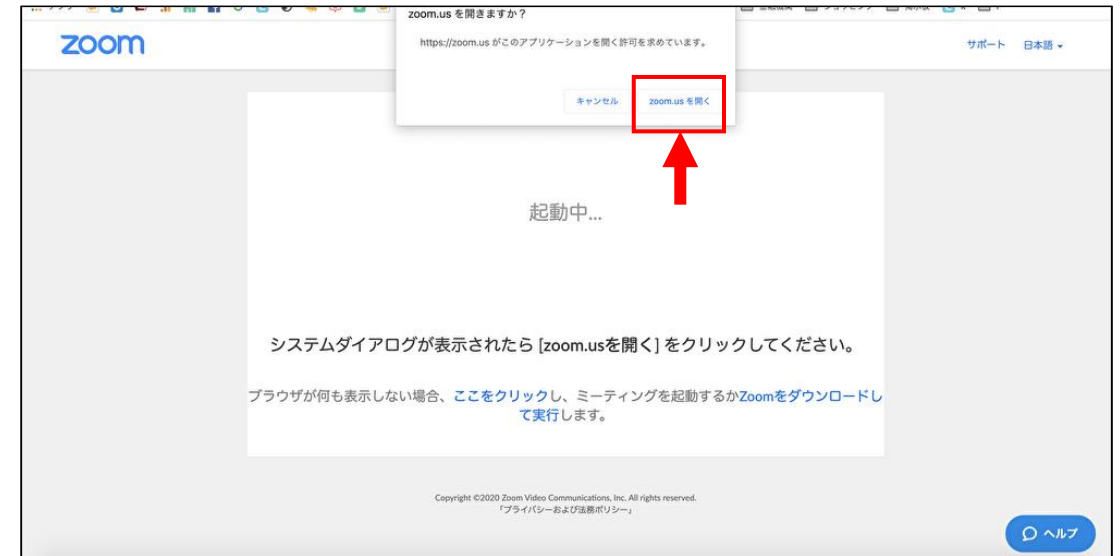 zoom.us を開きますか？
https://zoom.us がこのアプリケーションを開く許可を求めています。
キャンセル
zoom.us を開く
zoom
サポート
日本語
起動中...
システムダイアログが表示されたら [zoom.usを開く] をクリックしてください。
ブラウザが何も表示しない場合、ここをクリックし、ミーティングを起動するかZoomをダウンロードし
て実行します。
Copyright ©2020 Zoom Video Communications, Inc. All rights reserved.
「プライバシーおよび法務ポリシー」
ヘルプ